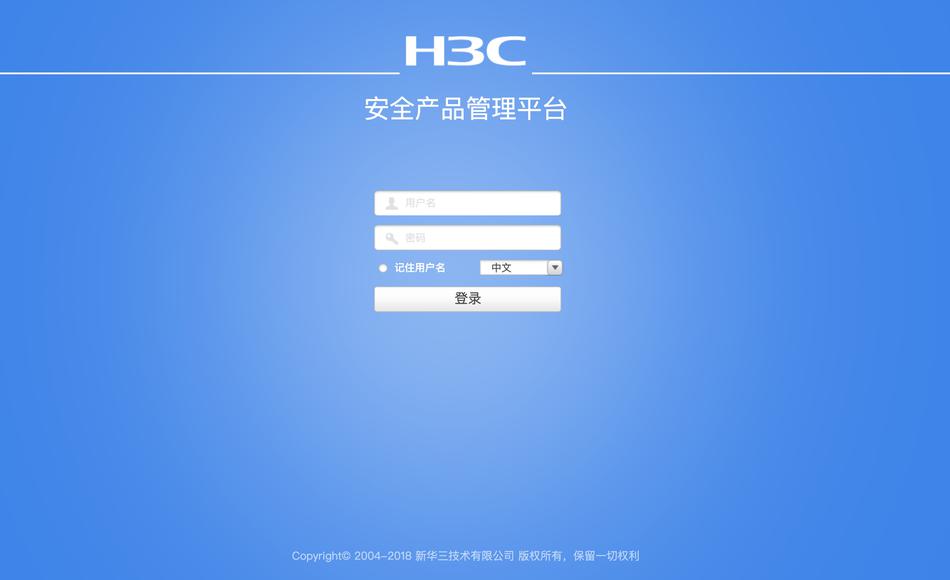 H3C
安全产品管理平台
用户名
密码
记住用户名 中文
登录
Copyright© 2004-2018 新华三技术有限公司 版权所有，保留一切权利